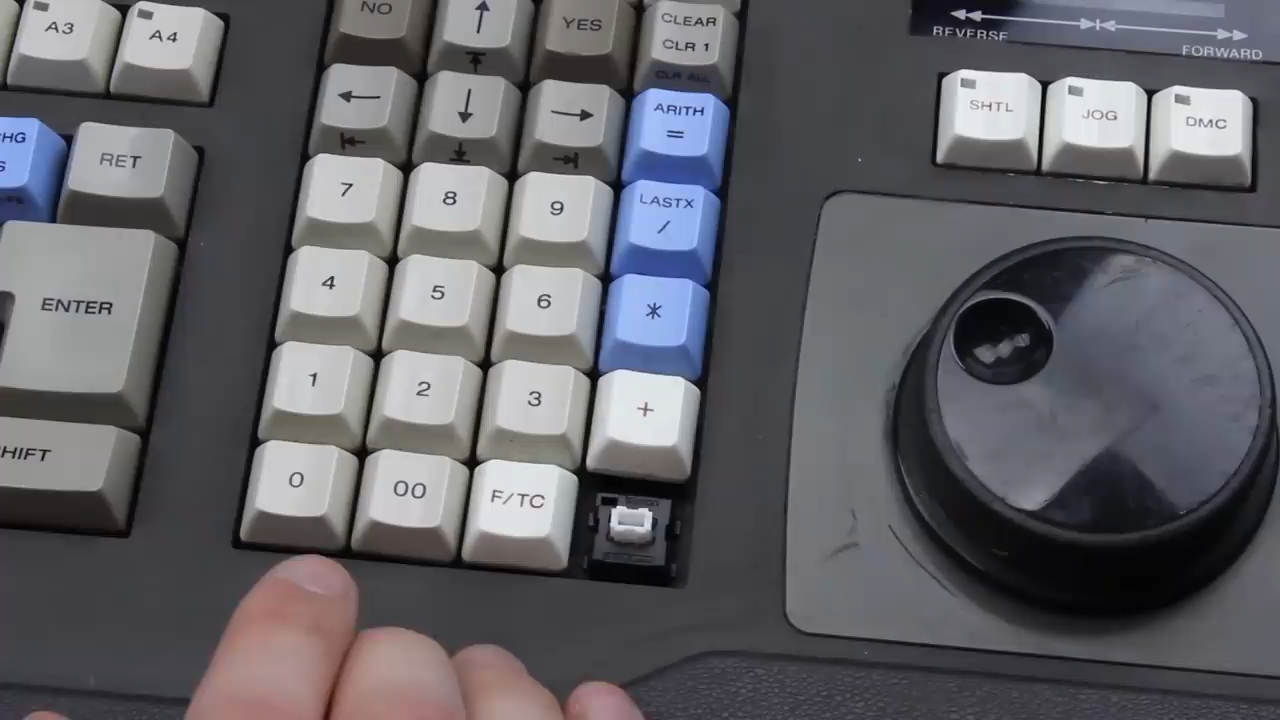 A3
A4
NO
↑
YES
CLEAR
CLR 1
CLR ALL
REVERSE
FORWARD
←
↓
→
ARITH
=
SHTL
JOG
DMC
RET
7
8
9
LASTX
/
ENTER
4
5
6
*
1
2
3
+
0
00
F/TC